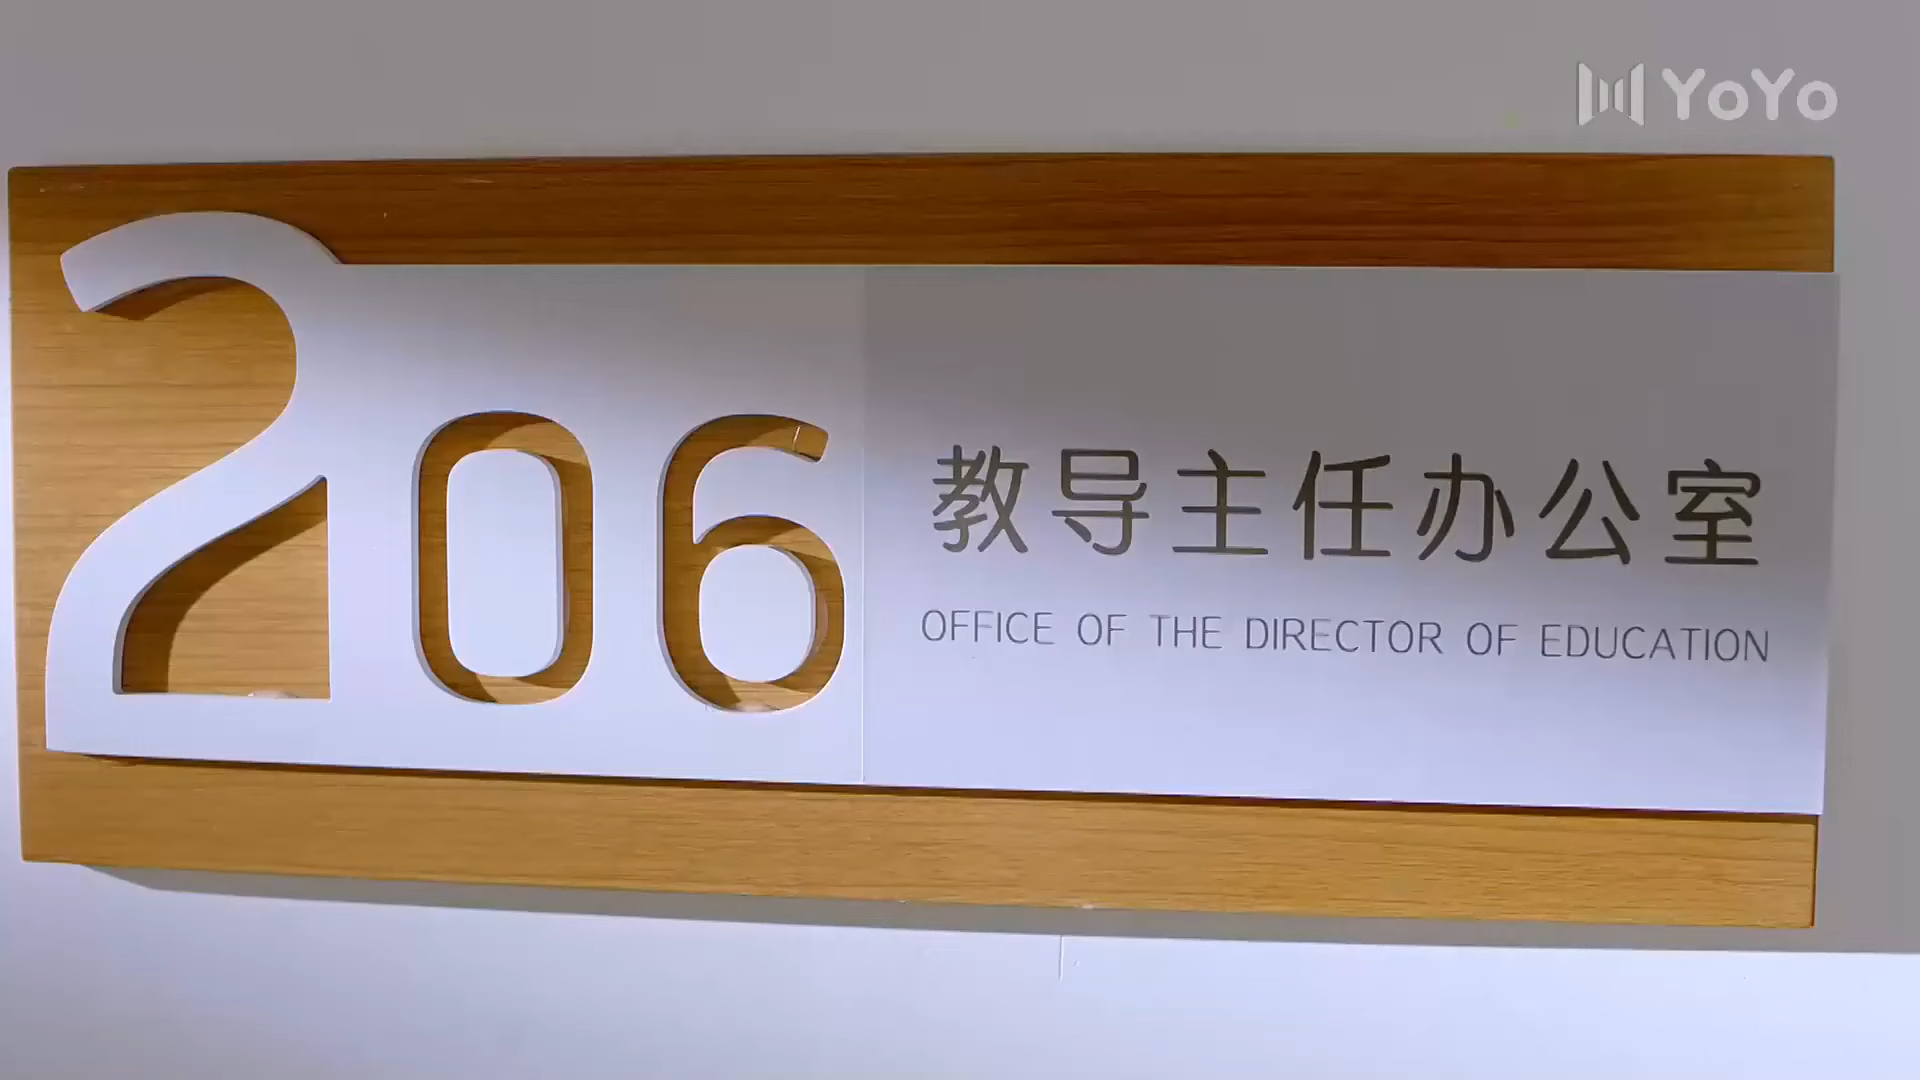 YoYo
206
教导主任办公室
OFFICE OF THE DIRECTOR OF EDUCATION